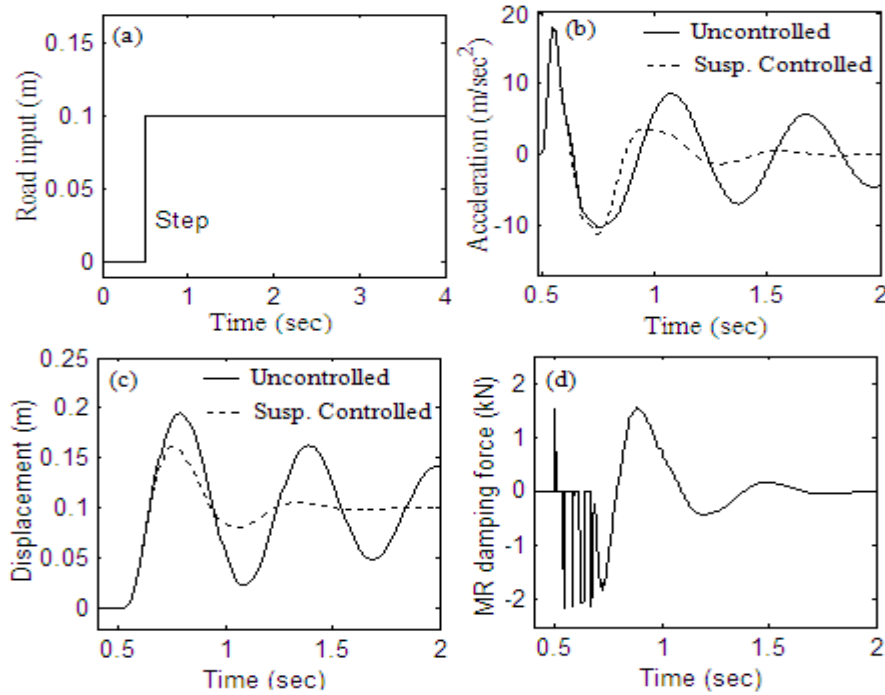 (a)
Road input (m)
0.15
0.1
0.05
0
Step
0 1 2 3 4
Time (sec)
(b)
Uncontrolled
Susp. Controlled
Acceleration (m/sec²)
20
10
0
-10
0.5 1 1.5 2
Time (sec)
(c)
Uncontrolled
Susp. Controlled
Displacement (m)
0.25
0.2
0.15
0.1
0.05
0
0.5 1 1.5 2
Time (sec)
(d)
MR damping force (kN)
2
1
0
-1
-2
0.5 1 1.5 2
Time (sec)